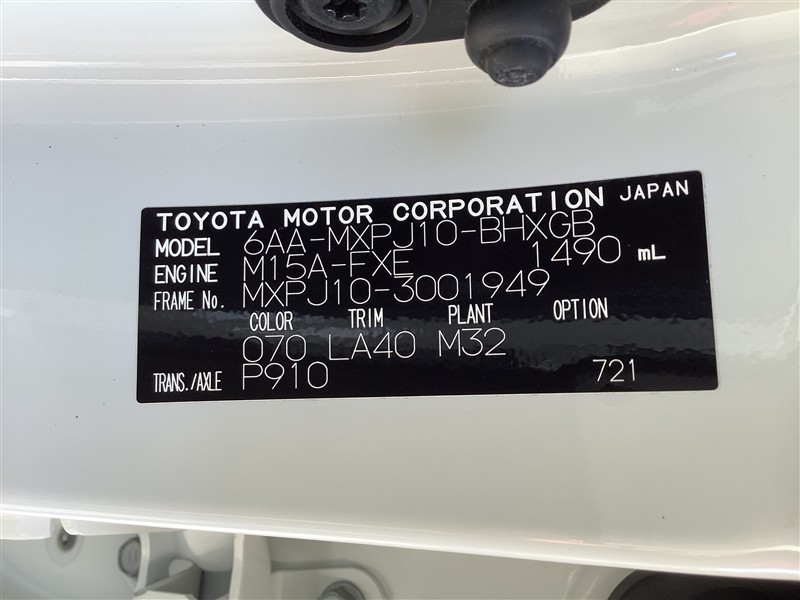 TOYOTA MOTOR CORPORATION JAPAN
MODEL 6AA-MXPJ10-BHXGB
ENGINE M15A-FXE 1490 mL
FRAME No. MXPJ10-3001949
COLOR TRIM PLANT OPTION
070 LA40 M32
TRANS./AXLE P910 721